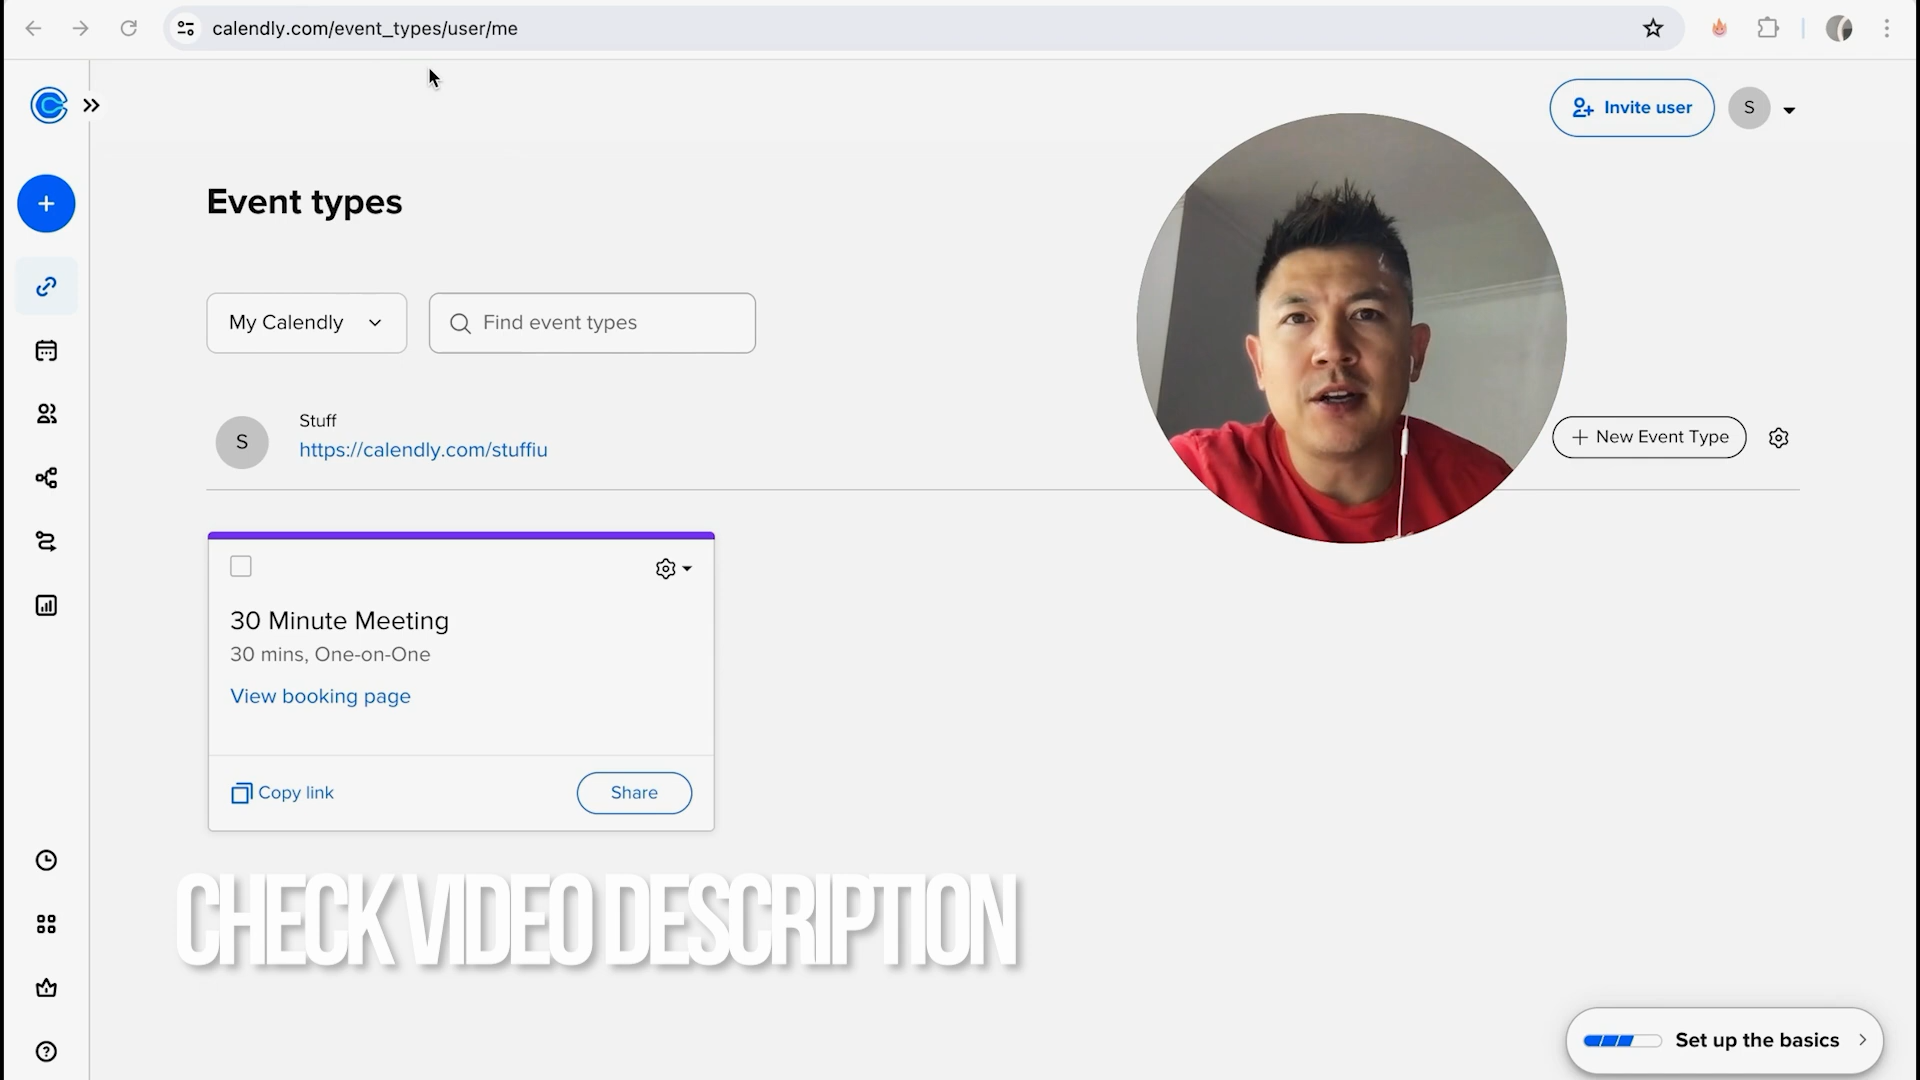 calendly.com/event_types/user/me
Invite user
S
Event types
My Calendly
Find event types
S
Stuff
https://calendly.com/stuffiu
New Event Type
30 Minute Meeting
30 mins, One-on-One
View booking page
Copy link
Share
CHECK VIDEO DESCRIPTION
Set up the basics